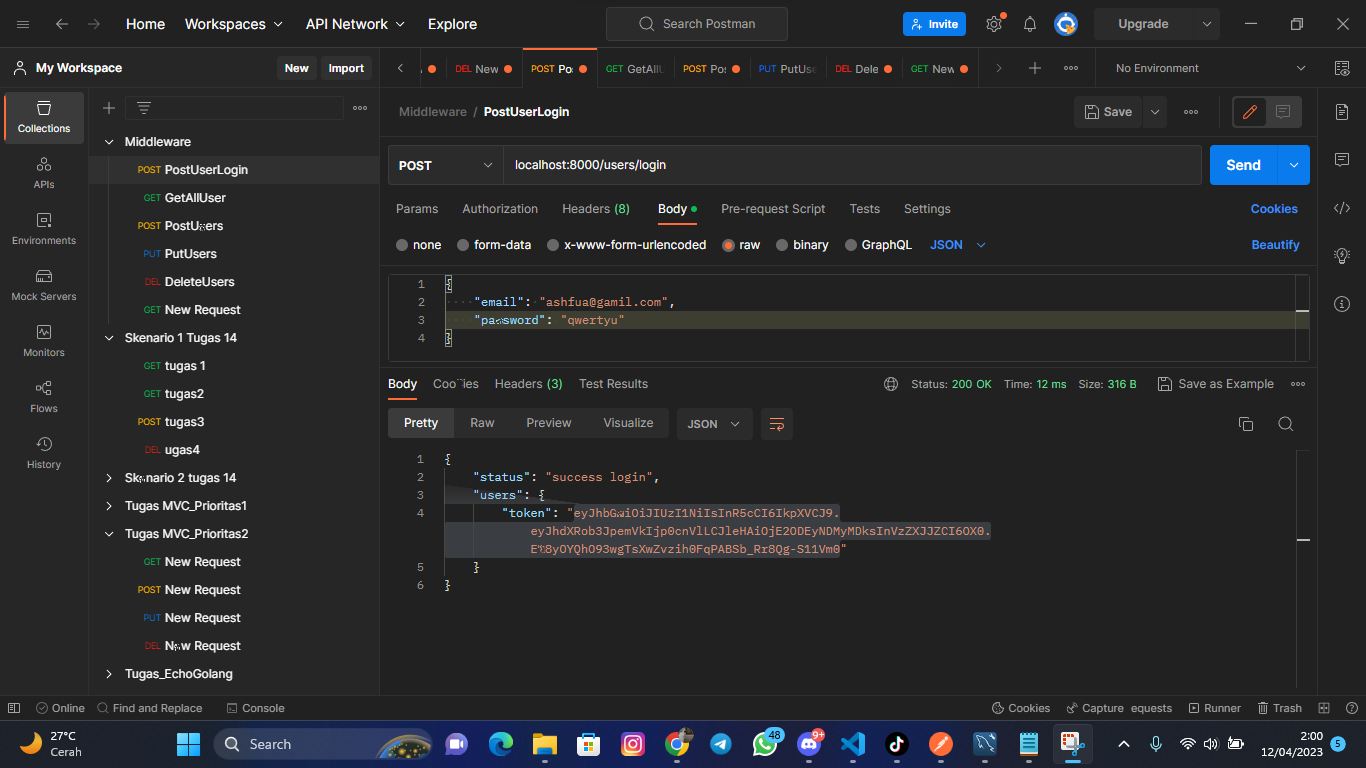 Home Workspaces API Network Explore Search Postman Invite Upgrade
My Workspace New Import
DEL New POST Pos GET GetAllU POST Pos PUT PutUse DEL Dele GET New No Environment
Collections
APIs
Environments
Mock Servers
Monitors
Flows
History
Middleware
POST PostUserLogin
GET GetAllUser
POST
PUT PutUsers
DEL DeleteUsers
GET New Request
Skenario 1 Tugas 14
GET tugas 1
GET tugas2
POST tugas3
DEL ugas4
2 tugas 14
Tugas MVC_Prioritas1
Tugas MVC_Prioritas2
GET New Request
POST New Request
PUT New Request
DEL New Request
Tugas_EchoGolang
Middleware / PostUserLogin Save
POST localhost:8000/users/login Send
Params Authorization Headers (8) Body Pre-request Script Tests Settings Cookies
none form-data x-www-form-urlencoded raw binary GraphQL JSON Beautify
1 {
2 "email": "ashfua@gamil.com",
3 "password": "qwertyu"
4 }
Body Cookies Headers (3) Test Results Status: 200 OK Time: 12 ms Size: 316 B Save as Example
Pretty Raw Preview Visualize JSON
1 {
2 "status": "success login",
3 "users": {
4 "token": "eyJhbGciOiJIUzI1NiIsInR5cCI6IkpXVCJ9.
eyJhdXRob3JpemVkIjp0cnVlLCJleHAiOjE2ODEyNDMyMDksInVzZXJJZCI6OX0.
5 }
6 }
Online Find and Replace Console Cookies Capture equests Runner Trash
27°C
Cerah
Search
48
9+
2:00
12/04/2023
5